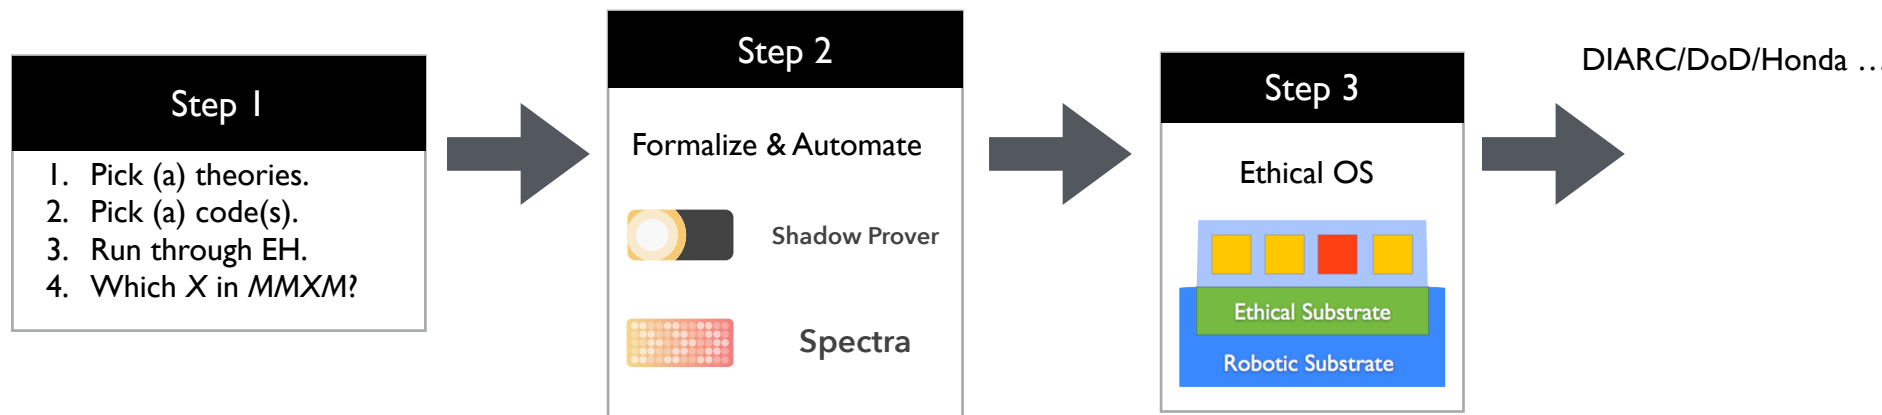 Step 1
1. Pick (a) theories.
2. Pick (a) code(s).
3. Run through EH.
4. Which X in MMXM?
Step 2
Formalize & Automate
Shadow Prover
Spectra
Step 3
Ethical OS
Ethical Substrate
Robotic Substrate
DIARC/DoD/Honda …